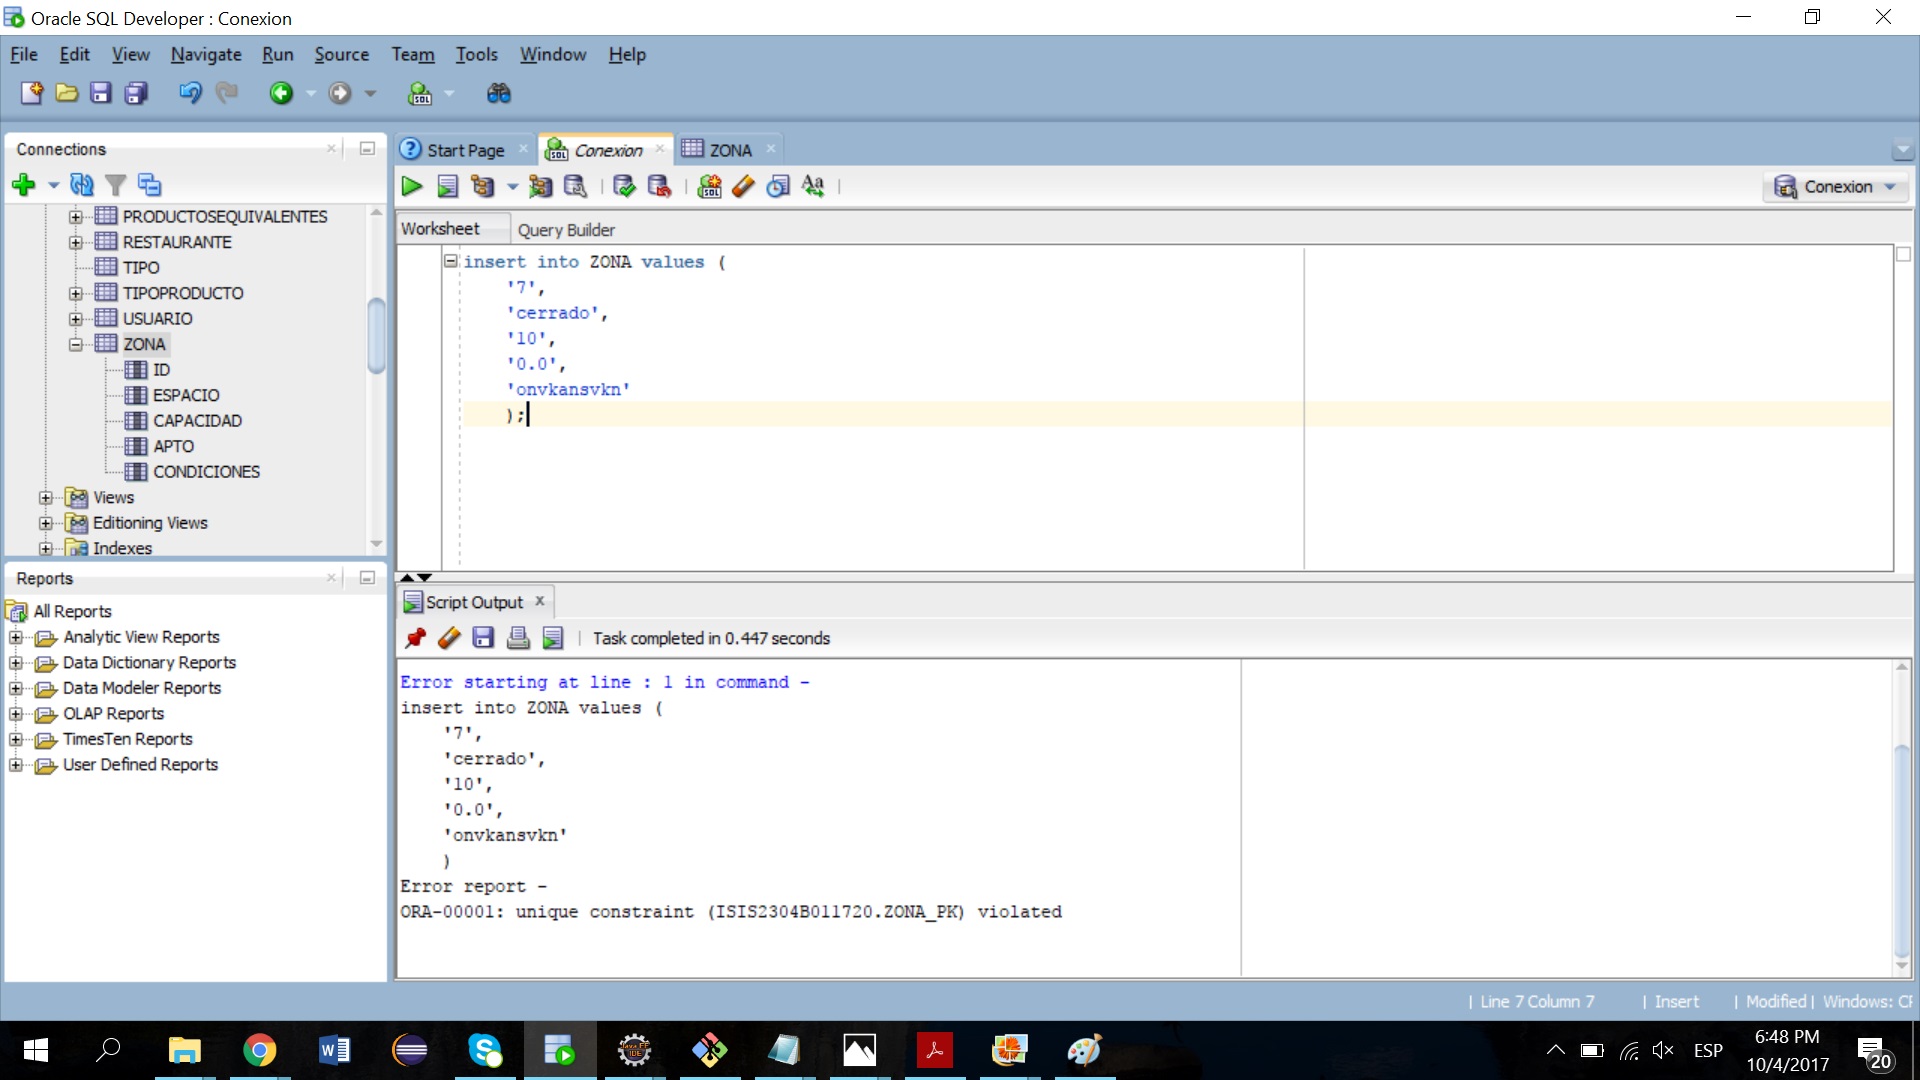 Oracle SQL Developer : Conexion
File Edit View Navigate Run Source Team Tools Window Help
Connections
PRODUCTOSEQUIVALENTES
RESTAURANTE
TIPO
TIPOPRODUCTO
USUARIO
ZONA
ID
ESPACIO
CAPACIDAD
APTO
CONDICIONES
Views
Editioning Views
Indexes
Reports
All Reports
Analytic View Reports
Data Dictionary Reports
Data Modeler Reports
OLAP Reports
TimesTen Reports
User Defined Reports
Start Page Conexion ZONA
Conexion
Worksheet Query Builder
insert into ZONA values (
'7',
'cerrado',
'10',
'0.0',
'onvkansvkn'
);
Script Output
Task completed in 0.447 seconds
Error starting at line : 1 in command -
insert into ZONA values (
'7',
'cerrado',
'10',
'0.0',
'onvkansvkn'
)
Error report -
ORA-00001: unique constraint (ISIS2304B011720.ZONA_PK) violated
| Line 7 Column 7 | Insert | Modified | Windows: CF
ESP
6:48 PM
10/4/2017
20